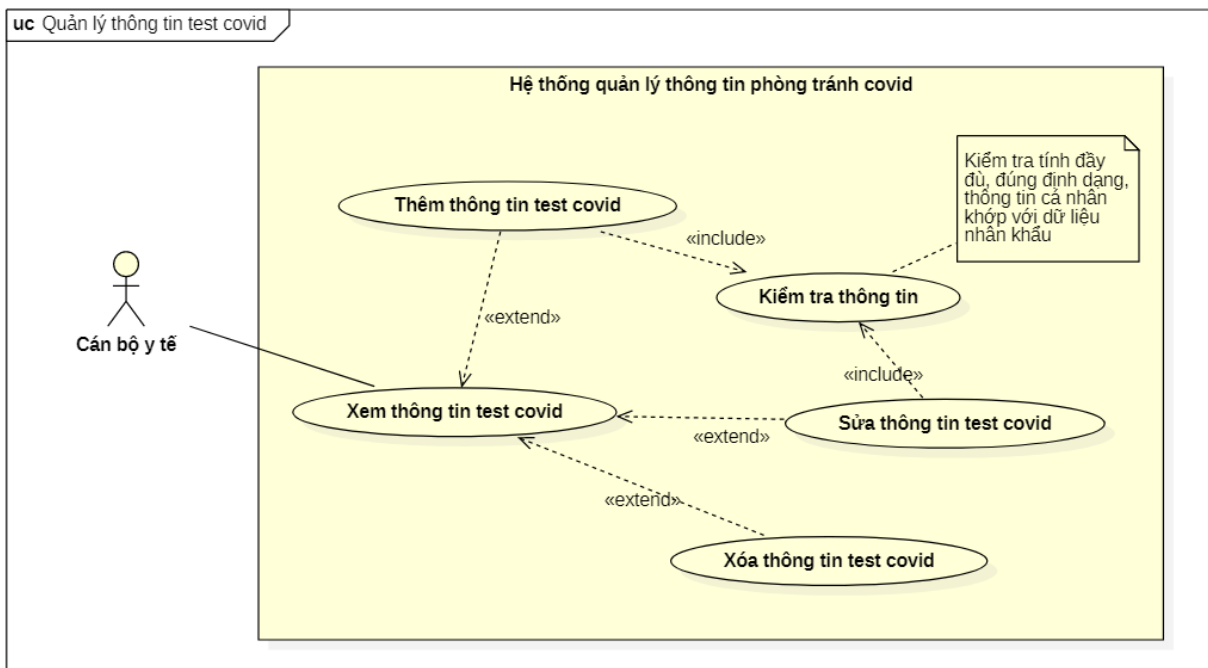 uc Quản lý thông tin test covid
Hệ thống quản lý thông tin phòng tránh covid
Kiểm tra tính đầy
đủ, đúng định dạng,
thông tin cá nhân
khớp với dữ liệu
nhân khẩu
Thêm thông tin test covid
«include»
Kiểm tra thông tin
«extend»
Cán bộ y tế
«include»
Xem thông tin test covid
Sửa thông tin test covid
«extend»
«extend»
Xóa thông tin test covid